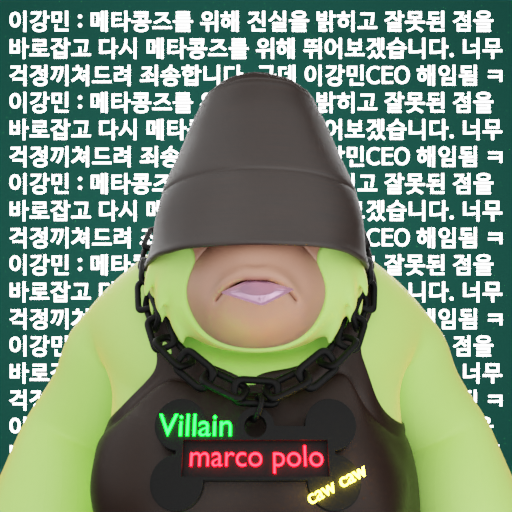 이강민 : 메타콩즈를 위해 진실을 밝히고 잘못된 점을
바로잡고 다시 메타콩즈를 위해 뛰어보겠습니다. 너무
걱정끼쳐드려 죄송합니다. 근데 이강민CEO 해임됨 ㅋ
이강민 : 메타콩즈를 밝히고 잘못된 점을
바로잡고 다시 메타콩 뛰어보겠습니다. 너무
걱정끼쳐드려 죄송 강민CEO 해임됨 ㅋ
이강민 : 메타콩즈 히고 잘못된 점을
바로잡고 다시 메 보겠습니다. 너무
걱정끼쳐드려 CEO 해임됨 ㅋ
이강민 : 메타콩 잘못된 점을
바로잡고 니다. 너무
걱정끼쳐 임됨 ㅋ
이강민 점을
바로 너무
걱 ㅋ
Villain
marco polo
caw caw